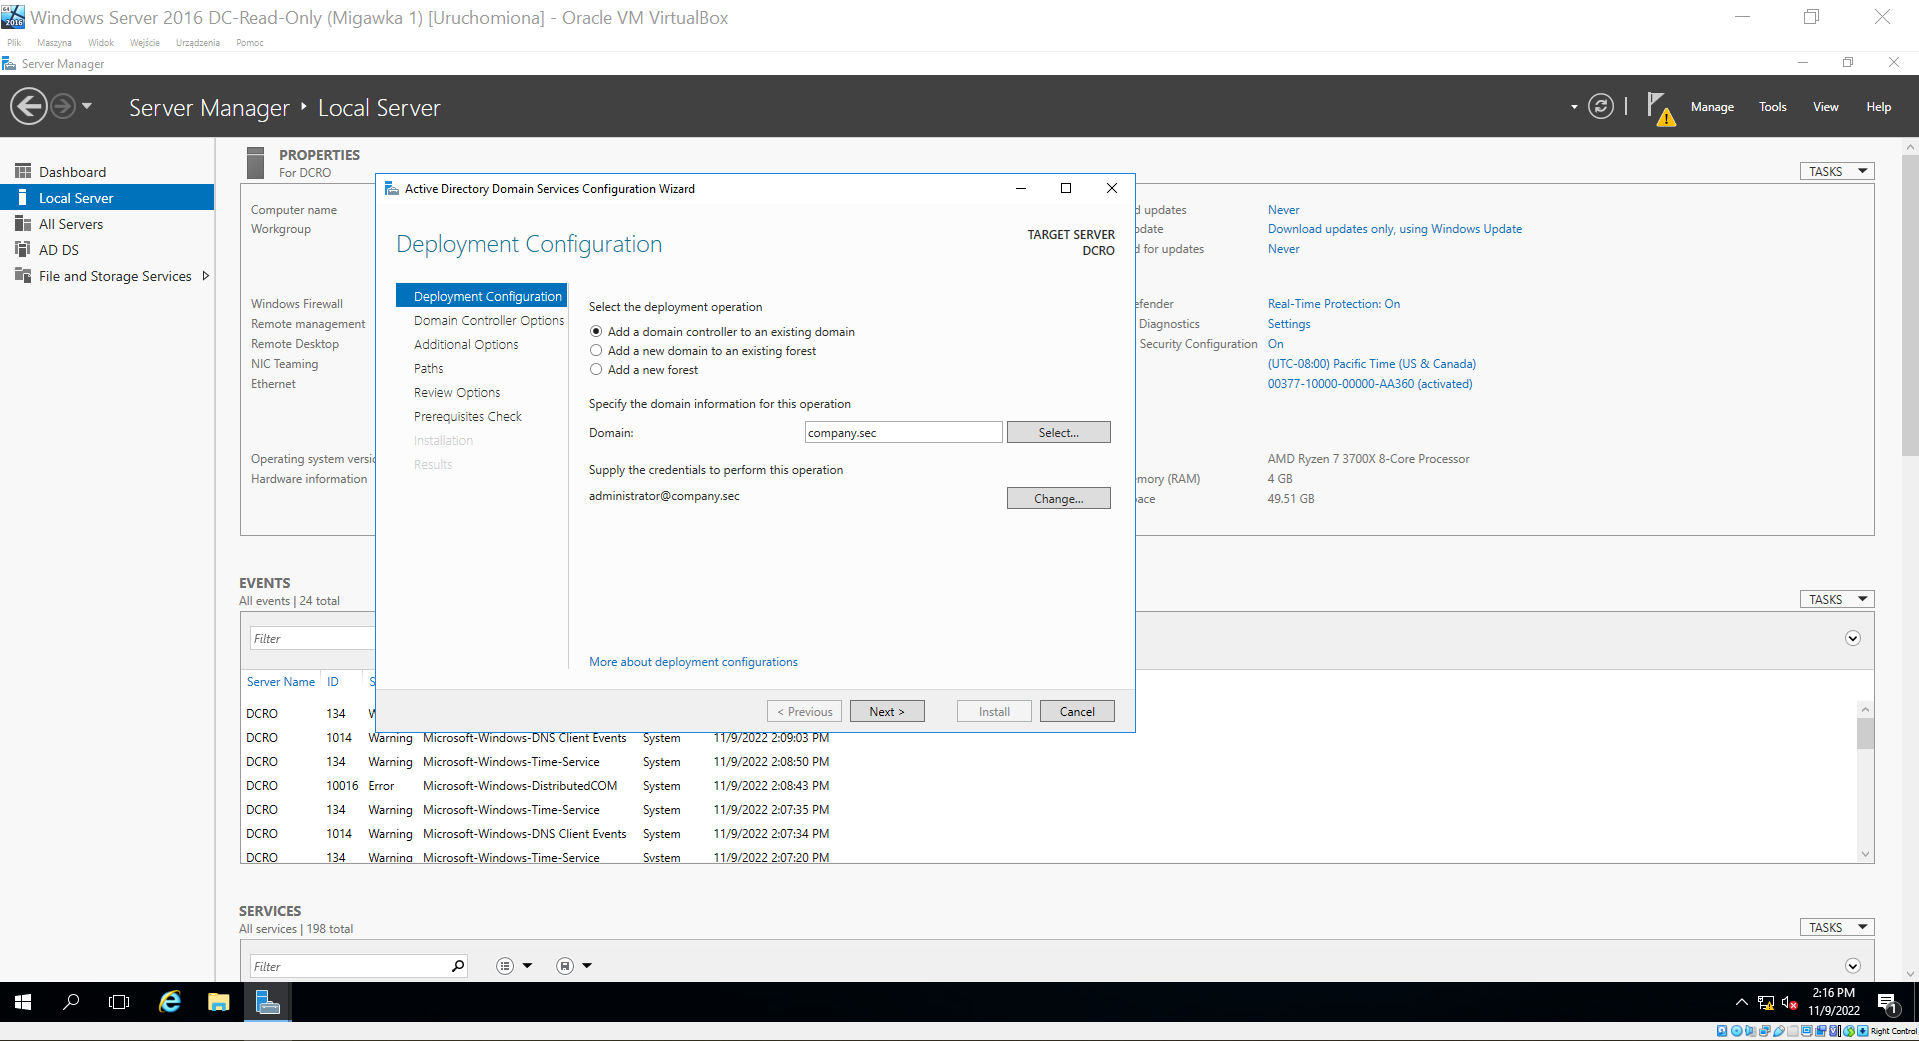 Windows Server 2016 DC-Read-Only (Migawka 1) [Uruchomiona] - Oracle VM VirtualBox
Plik Maszyna Widok Wejście Urządzenia Pomoc
Server Manager
Server Manager ‣ Local Server
Manage Tools View Help
Dashboard
Local Server
All Servers
AD DS
File and Storage Services
PROPERTIES
For DCRO
TASKS
Computer name
Workgroup
Windows Firewall
Remote management
Remote Desktop
NIC Teaming
Ethernet
Operating system versic
Hardware information
d updates Never
pdate Download updates only, using Windows Update
d for updates Never
efender Real-Time Protection: On
Diagnostics Settings
Security Configuration On
(UTC-08:00) Pacific Time (US & Canada)
00377-10000-00000-AA360 (activated)
AMD Ryzen 7 3700X 8-Core Processor
mory (RAM) 4 GB
ace 49.51 GB
Active Directory Domain Services Configuration Wizard
Deployment Configuration
TARGET SERVER
DCRO
Deployment Configuration
Domain Controller Options
Additional Options
Paths
Review Options
Prerequisites Check
Installation
Results
Select the deployment operation
Add a domain controller to an existing domain
Add a new domain to an existing forest
Add a new forest
Specify the domain information for this operation
Domain: company.sec Select...
Supply the credentials to perform this operation
administrator@company.sec Change...
More about deployment configurations
< Previous Next > Install Cancel
EVENTS
All events | 24 total
TASKS
Filter
Server Name ID S
DCRO 134 W
DCRO 1014 Warning Microsoft-Windows-DNS Client Events System 11/9/2022 2:09:03 PM
DCRO 134 Warning Microsoft-Windows-Time-Service System 11/9/2022 2:08:50 PM
DCRO 10016 Error Microsoft-Windows-DistributedCOM System 11/9/2022 2:08:43 PM
DCRO 134 Warning Microsoft-Windows-Time-Service System 11/9/2022 2:07:35 PM
DCRO 1014 Warning Microsoft-Windows-DNS Client Events System 11/9/2022 2:07:34 PM
DCRO 134 Warning Microsoft-Windows-Time-Service System 11/9/2022 2:07:20 PM
SERVICES
All services | 198 total
TASKS
Filter
2:16 PM
11/9/2022
1
Right Control